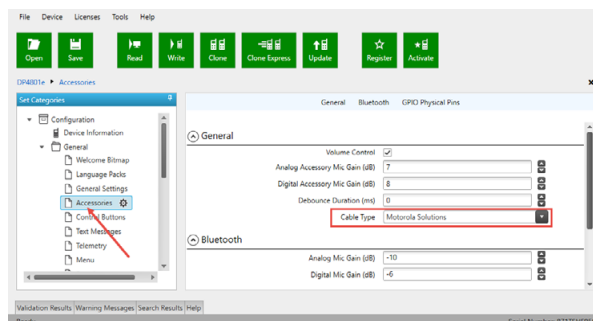 File Device Licenses Tools Help
Open Save Read Write Clone Clone Express Update Register Activate
DP4801e Accessories
Set Categories
Configuration
Device Information
General
Welcome Bitmap
Language Packs
General Settings
Accessories
Control Buttons
Text Messages
Telemetry
Menu
General Bluetooth GPIO Physical Pins
General
Volume Control
Analog Accessory Mic Gain (dB) 7
Digital Accessory Mic Gain (dB) 8
Debounce Duration (ms) 0
Cable Type Motorola Solutions
Bluetooth
Analog Mic Gain (dB) -10
Digital Mic Gain (dB) -6
Validation Results Warning Messages Search Results Help